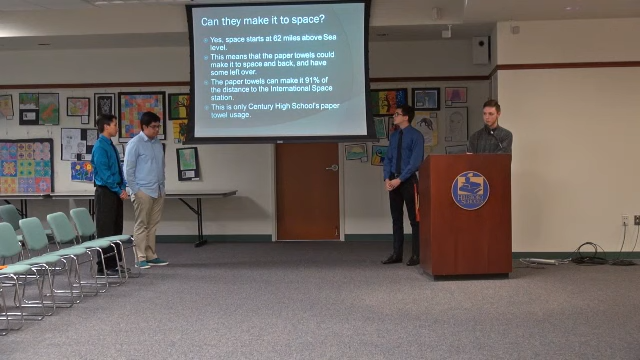 Can they make it to space?
Yes, space starts at 62 miles above Sea
level.
This means that the paper towels could
make it to space and back, and have
some left over.
The paper towels can make it 91% of
the distance to the International Space
station.
This is only Century High School's paper
towel usage.